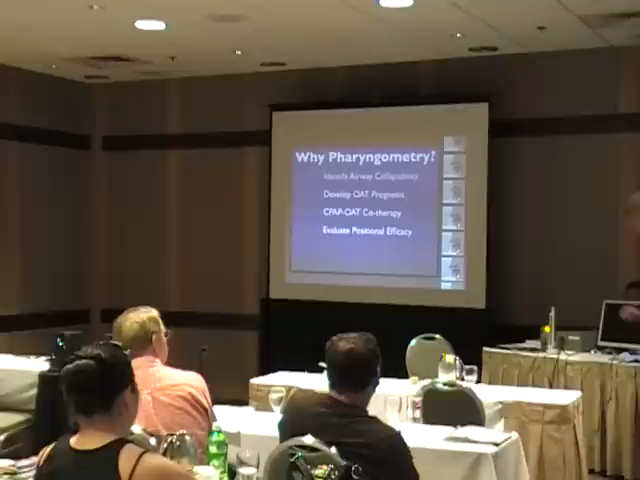 Why Pharyngometry?
Identify Airway Collapsibility
Develop OAT Prognosis
CPAP-OAT Co-therapy
Evaluate Positional Efficacy